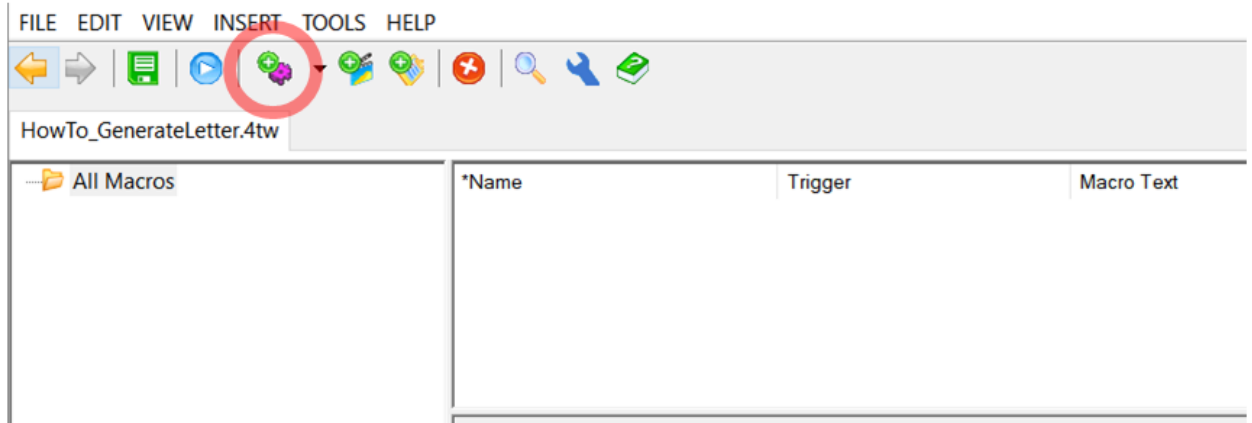 FILE EDIT VIEW INSERT TOOLS HELP
HowTo_GenerateLetter.4tw
All Macros
*Name Trigger Macro Text